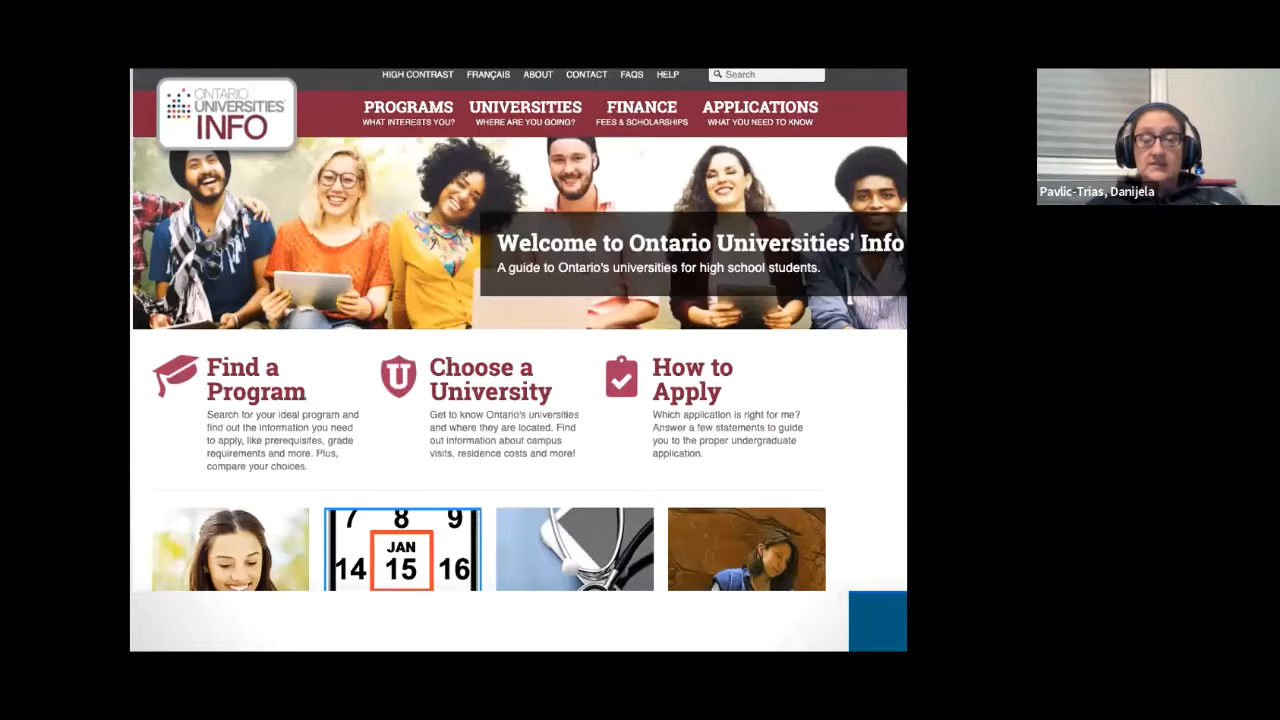 HIGH CONTRAST FRANÇAIS ABOUT CONTACT FAQS HELP Search
ONTARIO
UNIVERSITIES'
INFO
PROGRAMS UNIVERSITIES FINANCE APPLICATIONS
WHAT INTERESTS YOU? WHERE ARE YOU GOING? FEES & SCHOLARSHIPS WHAT YOU NEED TO KNOW
Welcome to Ontario Universities' Info
A guide to Ontario's universities for high school students.
Find a
Program
Search for your ideal program and
find out the information you need
to apply, like prerequisites, grade
requirements and more. Plus,
compare your choices.
U
Choose a
University
Get to know Ontario's universities
and where they are located. Find
out information about campus
visits, residence costs and more!
How to
Apply
Which application is right for me?
Answer a few statements to guide
you to the proper undergraduate
application.
7 8 9
JAN
14 15 16
Pavlic-Trias, Danijela